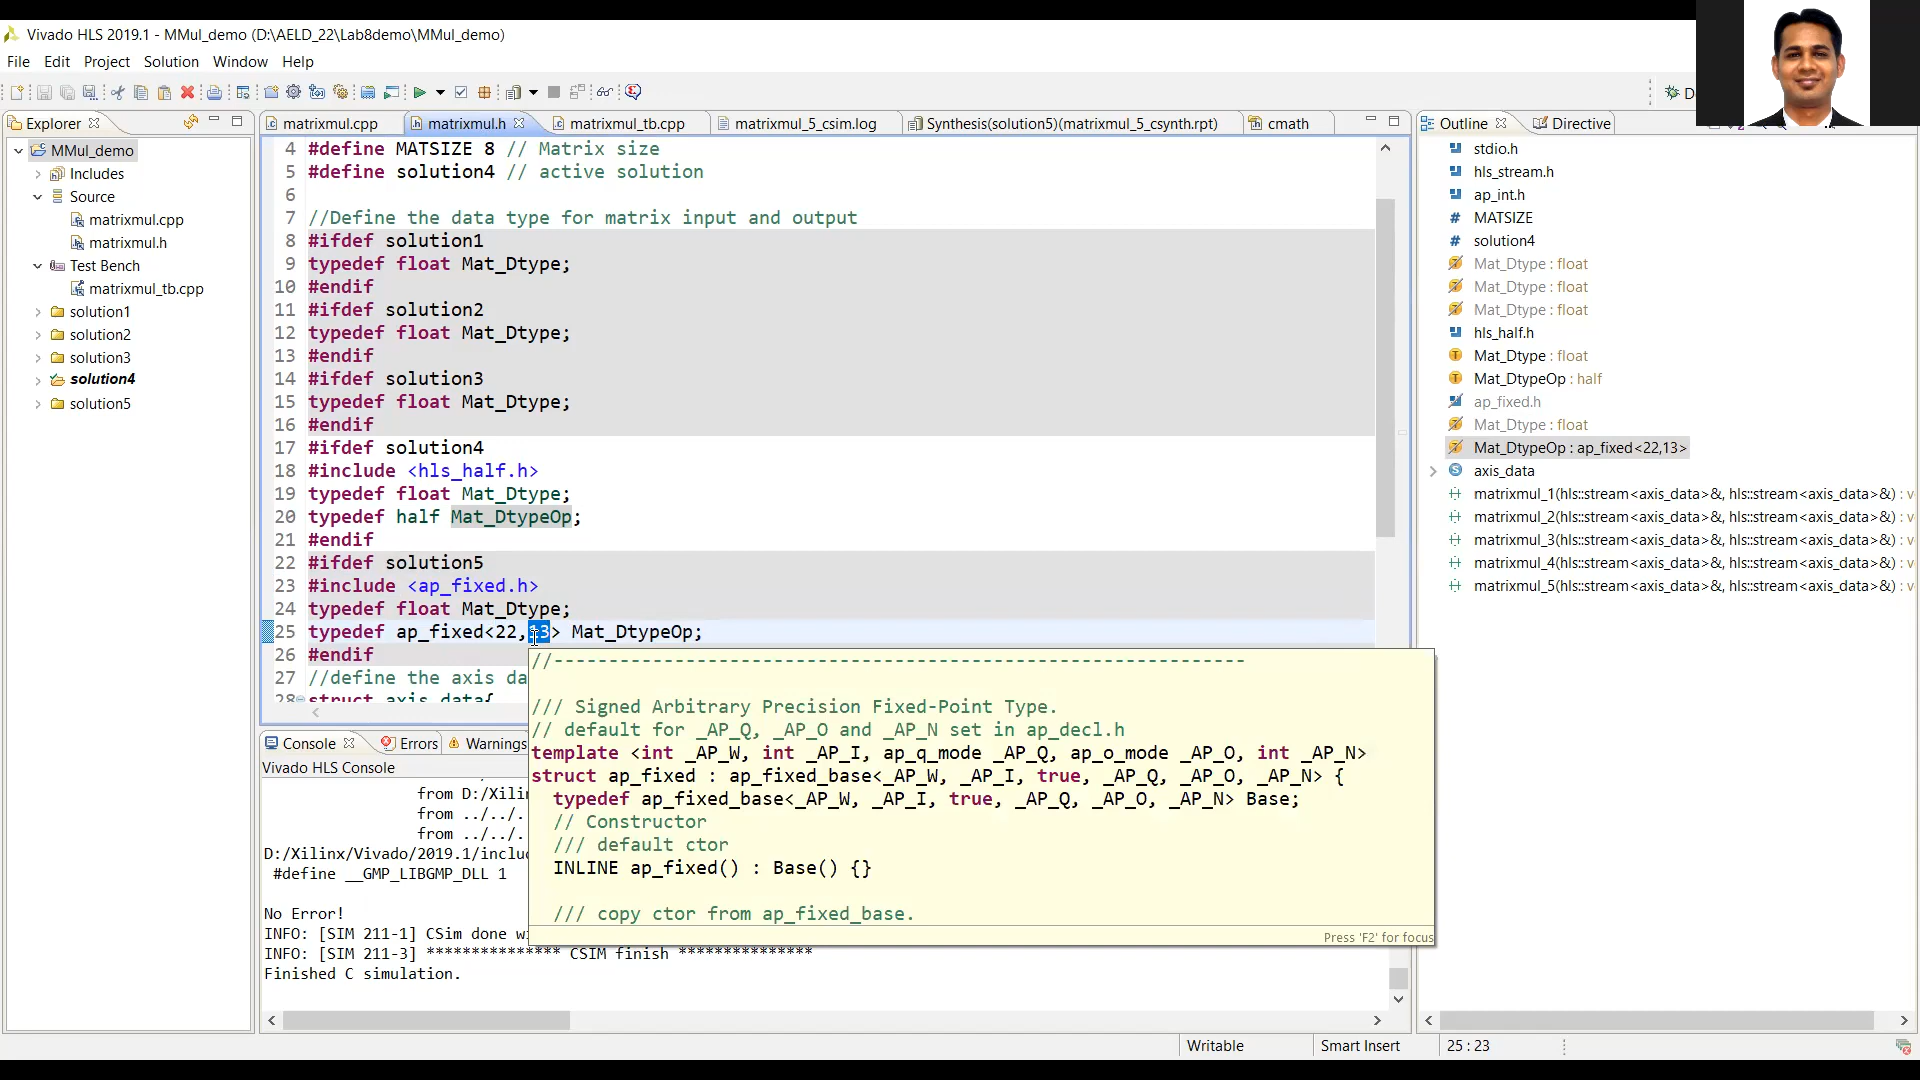 Vivado HLS 2019.1 - MMul_demo (D:\AELD_22\Lab8demo\MMul_demo)
File Edit Project Solution Window Help
D
Explorer
MMul_demo
Includes
Source
matrixmul.cpp
matrixmul.h
Test Bench
matrixmul_tb.cpp
solution1
solution2
solution3
solution4
solution5
matrixmul.cpp matrixmul.h matrixmul_tb.cpp matrixmul_5_csim.log Synthesis(solution5)(matrixmul_5_csynth.rpt) cmath
4 #define MATSIZE 8 // Matrix size
5 #define solution4 // active solution
6
7 //Define the data type for matrix input and output
8 #ifdef solution1
9 typedef float Mat_Dtype;
10 #endif
11 #ifdef solution2
12 typedef float Mat_Dtype;
13 #endif
14 #ifdef solution3
15 typedef float Mat_Dtype;
16 #endif
17 #ifdef solution4
18 #include <hls_half.h>
19 typedef float Mat_Dtype;
20 typedef half Mat_DtypeOp;
21 #endif
22 #ifdef solution5
23 #include <ap_fixed.h>
24 typedef float Mat_Dtype;
25 typedef ap_fixed<22,13> Mat_DtypeOp;
26 #endif
27 //define the axis da
28 struct axis_data{
//---------------------------------------------------------------
/// Signed Arbitrary Precision Fixed-Point Type.
// default for _AP_Q, _AP_O and _AP_N set in ap_decl.h
template <int _AP_W, int _AP_I, ap_q_mode _AP_Q, ap_o_mode _AP_O, int _AP_N>
struct ap_fixed : ap_fixed_base<_AP_W, _AP_I, true, _AP_Q, _AP_O, _AP_N> {
typedef ap_fixed_base<_AP_W, _AP_I, true, _AP_Q, _AP_O, _AP_N> Base;
// Constructor
/// default ctor
INLINE ap_fixed() : Base() {}
/// copy ctor from ap_fixed_base.
Press 'F2' for focus
Console Errors Warnings
Vivado HLS Console
from D:/Xilin
from ../../.
from ../../.
D:/Xilinx/Vivado/2019.1/inclu
#define __GMP_LIBGMP_DLL 1
No Error!
INFO: [SIM 211-1] CSim done wi
INFO: [SIM 211-3] *************** CSIM finish ***************
Finished C simulation.
Outline Directive
stdio.h
hls_stream.h
ap_int.h
MATSIZE
solution4
Mat_Dtype : float
Mat_Dtype : float
Mat_Dtype : float
hls_half.h
Mat_Dtype : float
Mat_DtypeOp : half
ap_fixed.h
Mat_Dtype : float
Mat_DtypeOp : ap_fixed<22,13>
axis_data
matrixmul_1(hls::stream<axis_data>&, hls::stream<axis_data>&) : v
matrixmul_2(hls::stream<axis_data>&, hls::stream<axis_data>&) : v
matrixmul_3(hls::stream<axis_data>&, hls::stream<axis_data>&) : v
matrixmul_4(hls::stream<axis_data>&, hls::stream<axis_data>&) : v
matrixmul_5(hls::stream<axis_data>&, hls::stream<axis_data>&) : v
Writable Smart Insert 25 : 23